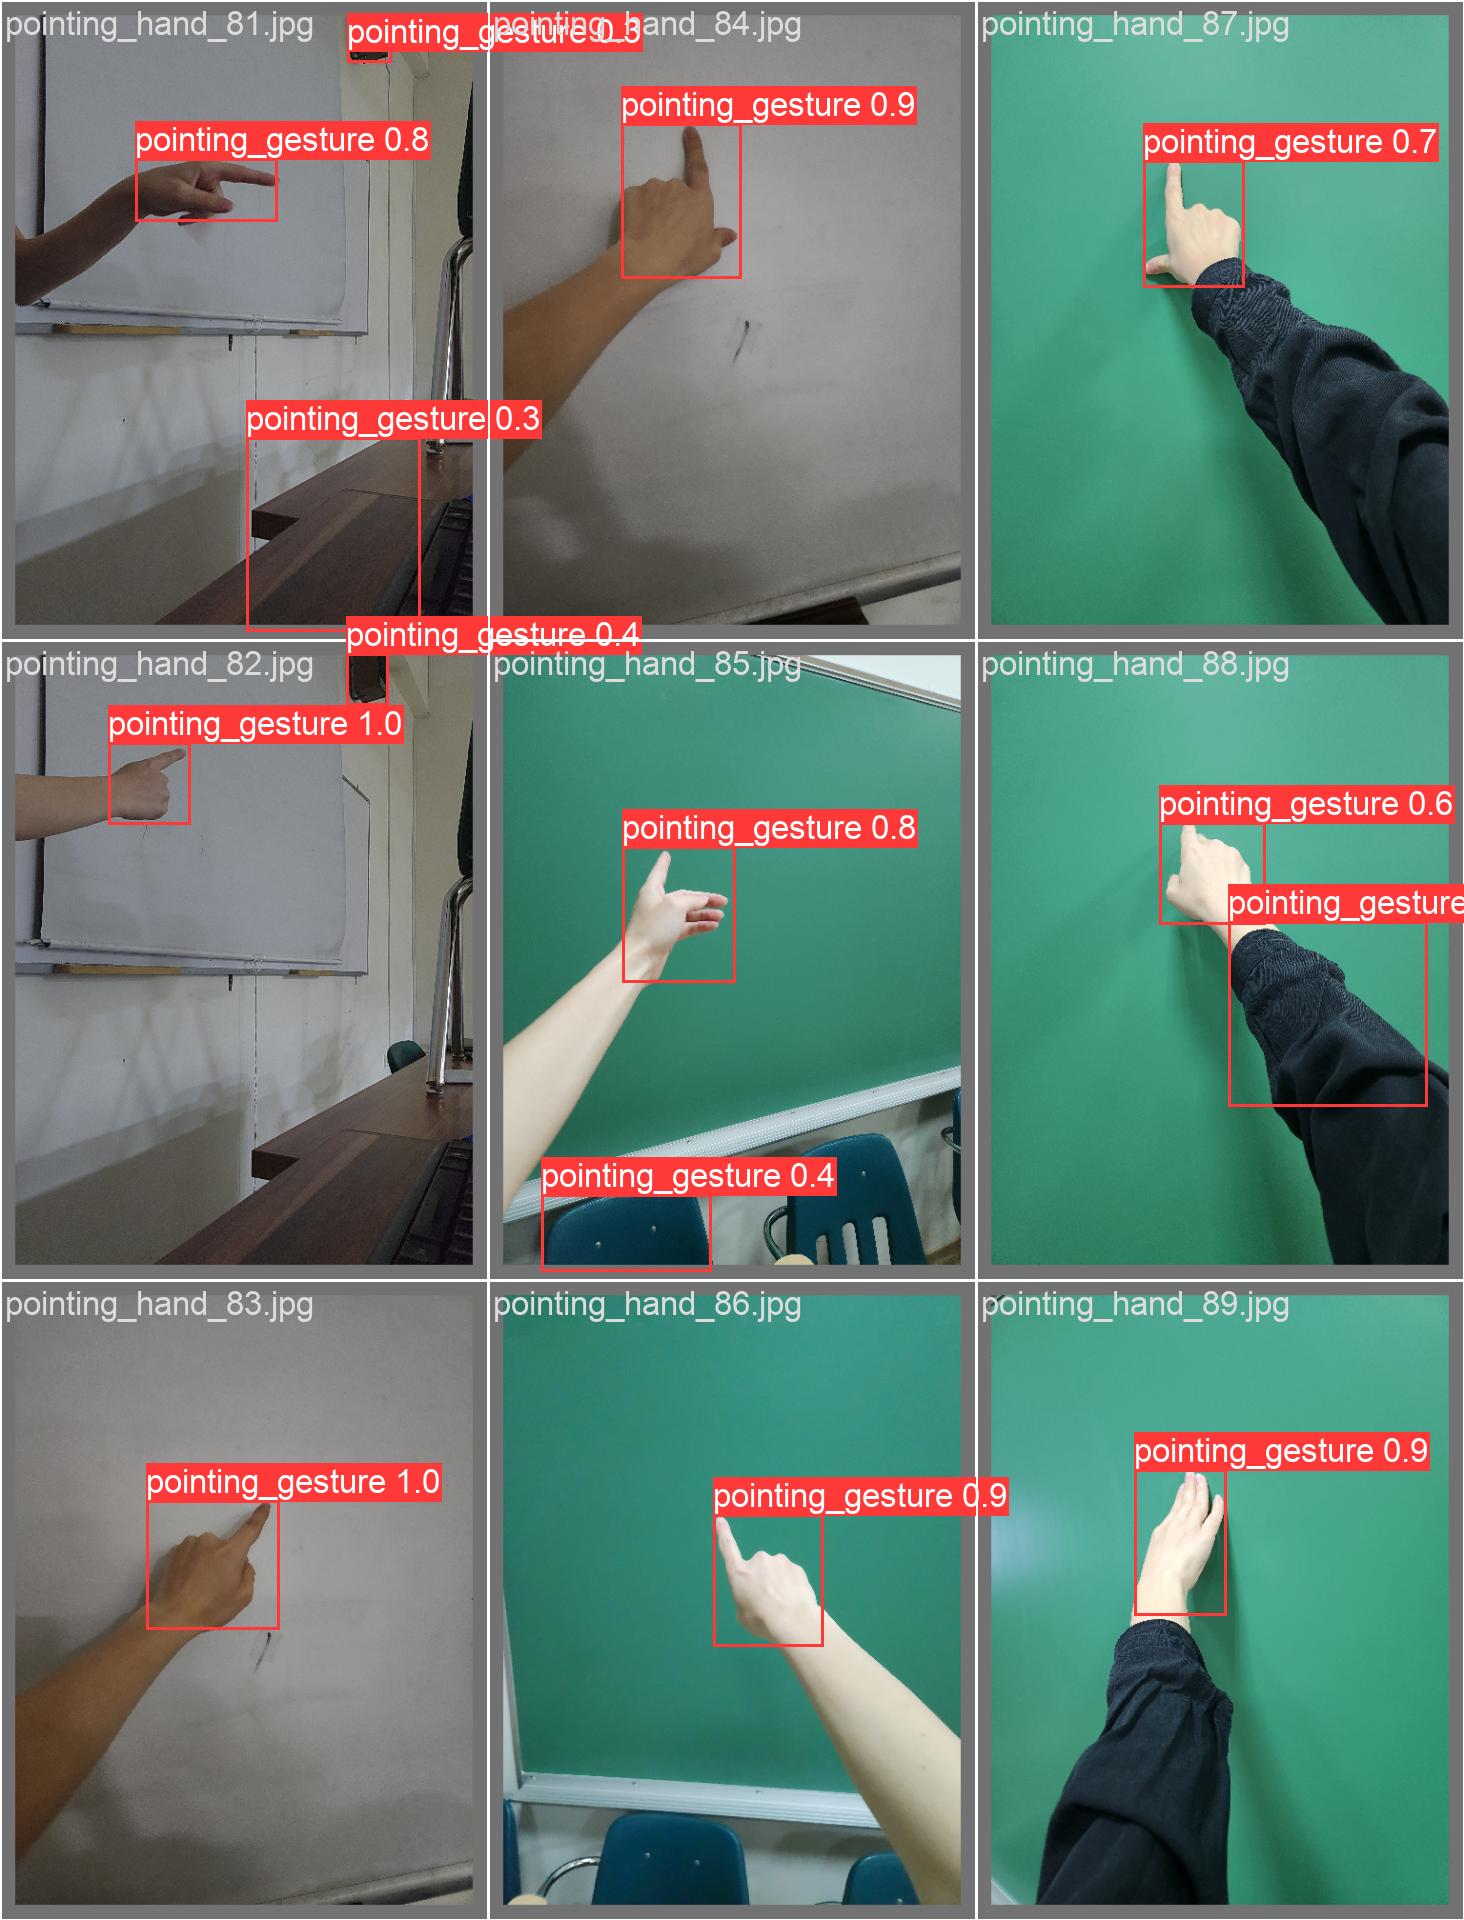 pointing_hand_81.jpg
pointing_gesture 0.3
pointing_gesture 0.8
pointing_gesture 0.3
pointing_hand_84.jpg
pointing_gesture 0.9
pointing_hand_87.jpg
pointing_gesture 0.7
pointing_hand_82.jpg
pointing_gesture 0.4
pointing_gesture 1.0
pointing_hand_85.jpg
pointing_gesture 0.8
pointing_gesture 0.4
pointing_hand_88.jpg
pointing_gesture 0.6
pointing_gesture
pointing_hand_83.jpg
pointing_gesture 1.0
pointing_hand_86.jpg
pointing_gesture 0.9
pointing_hand_89.jpg
pointing_gesture 0.9